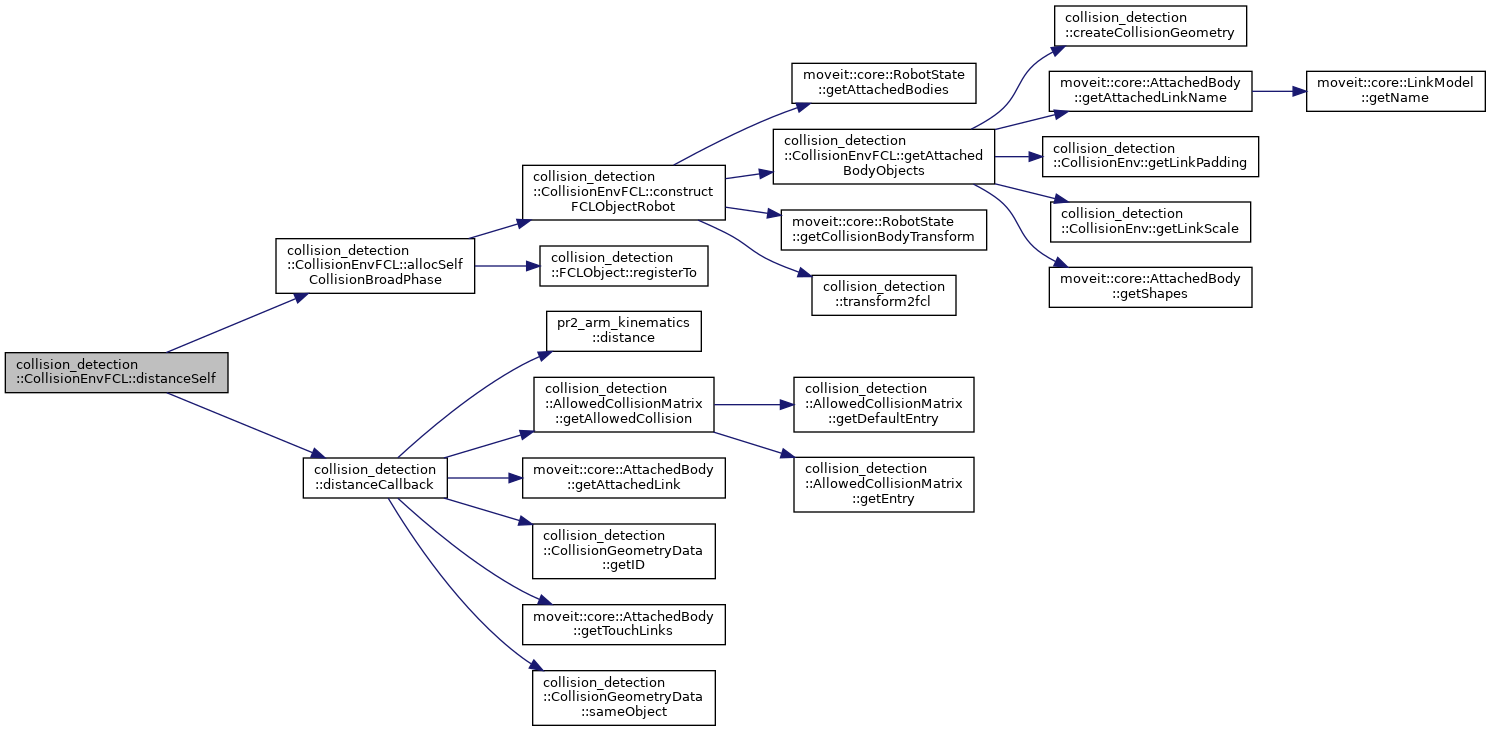 collision_detection
::createCollisionGeometry
moveit::core::RobotState
::getAttachedBodies
moveit::core::AttachedBody
::getAttachedLinkName
moveit::core::LinkModel
::getName
collision_detection
::CollisionEnvFCL::getAttached
BodyObjects
collision_detection
::CollisionEnv::getLinkPadding
collision_detection
::CollisionEnvFCL::construct
FCLObjectRobot
moveit::core::RobotState
::getCollisionBodyTransform
collision_detection
::CollisionEnv::getLinkScale
collision_detection
::CollisionEnvFCL::allocSelf
CollisionBroadPhase
collision_detection
::FCLObject::registerTo
moveit::core::AttachedBody
::getShapes
collision_detection
::transform2fcl
pr2_arm_kinematics
::distance
collision_detection
::CollisionEnvFCL::distanceSelf
collision_detection
::AllowedCollisionMatrix
::getAllowedCollision
collision_detection
::AllowedCollisionMatrix
::getDefaultEntry
collision_detection
::distanceCallback
moveit::core::AttachedBody
::getAttachedLink
collision_detection
::AllowedCollisionMatrix
::getEntry
collision_detection
::CollisionGeometryData
::getID
moveit::core::AttachedBody
::getTouchLinks
collision_detection
::CollisionGeometryData
::sameObject